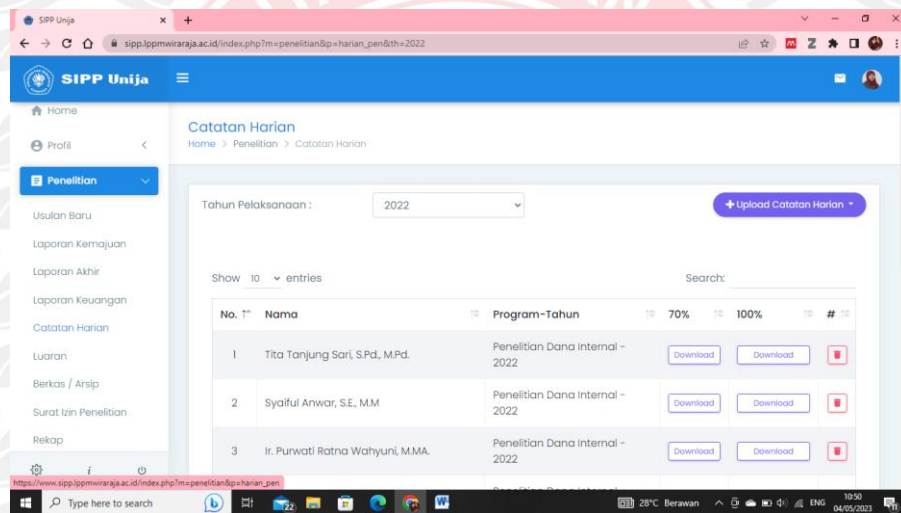 SIPP Unija
sipp.lppmwiraraja.ac.id/index.php?m=penelitian&p=harian_pen&th=2022
SIPP Unija
Home
Profil
Penelitian
Usulan Baru
Laporan Kemajuan
Laporan Akhir
Laporan Keuangan
Catatan Harian
Luaran
Berkas / Arsip
Surat Izin Penelitian
Rekap
https://www.sipp.lppmwiraraja.ac.id/index.php?m=penelitian&p=harian_pen
Catatan Harian
Home > Penelitian > Catatan Harian
Tahun Pelaksanaan : 2022
+ Upload Catatan Harian
Show 10 entries Search:
No. Nama Program-Tahun 70% 100% #
1 Tita Tanjung Sari, S.Pd., M.Pd. Penelitian Dana Internal - 2022 Download Download
2 Syaiful Anwar, S.E., M.M Penelitian Dana Internal - 2022 Download Download
3 Ir. Purwati Ratna Wahyuni, M.MA. Penelitian Dana Internal - 2022 Download Download
Type here to search
22
28°C Berawan ENG 10:50
04/05/2023